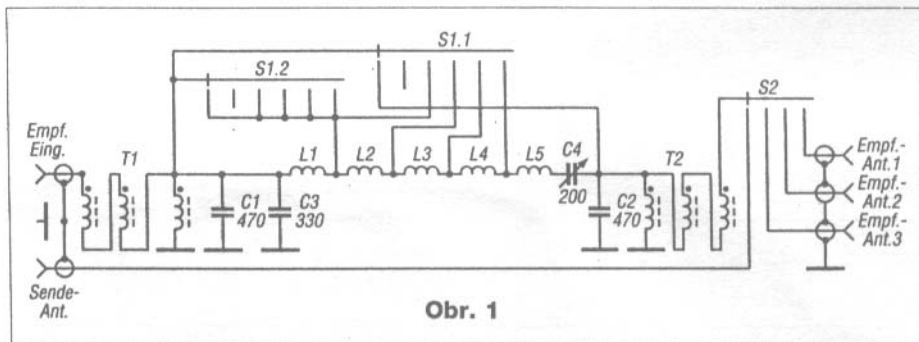 S1.1
S1.2
S2
Empf.
Eing.
T1
L1
L2
L3
L4
L5
C4
200
T2
Empf.-
Ant.1
Empf.-
Ant.2
Empf.-
Ant.3
C1
470
C3
330
C2
470
Sende-
Ant.
Obr. 1